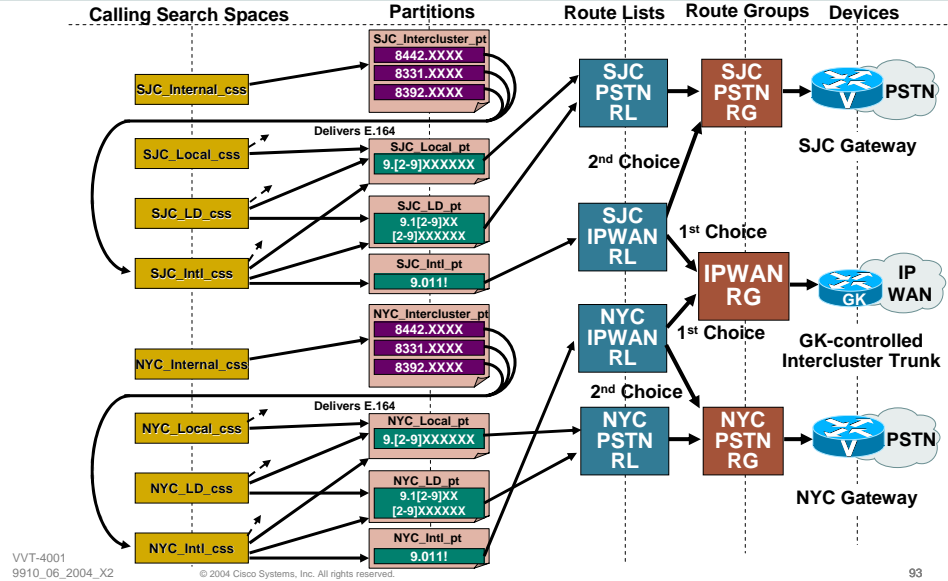 Calling Search Spaces
Partitions
Route Lists
Route Groups
Devices
SJC_Intercluster_pt
8442.XXXX
8331.XXXX
8392.XXXX
SJC_Internal_css
Delivers E.164
SJC_Local_css
SJC_Local_pt
9.[2-9]XXXXXX
SJC_LD_css
SJC_LD_pt
9.1[2-9]XX
[2-9]XXXXXX
SJC_Intl_css
SJC_Intl_pt
9.011!
SJC
PSTN
RL
SJC
PSTN
RG
V
PSTN
SJC Gateway
2nd Choice
SJC
IPWAN
RL
1st Choice
IPWAN
RG
GK
IP
WAN
NYC
IPWAN
RL
1st Choice
GK-controlled
Intercluster Trunk
2nd Choice
NYC_Intercluster_pt
8442.XXXX
8331.XXXX
8392.XXXX
NYC_Internal_css
Delivers E.164
NYC_Local_css
NYC_Local_pt
9.[2-9]XXXXXX
NYC_LD_css
NYC_LD_pt
9.1[2-9]XX
[2-9]XXXXXX
NYC_Intl_css
NYC_Intl_pt
9.011!
NYC
PSTN
RL
NYC
PSTN
RG
V
PSTN
NYC Gateway
VVT-4001
9910_06_2004_X2
© 2004 Cisco Systems, Inc. All rights reserved.
93